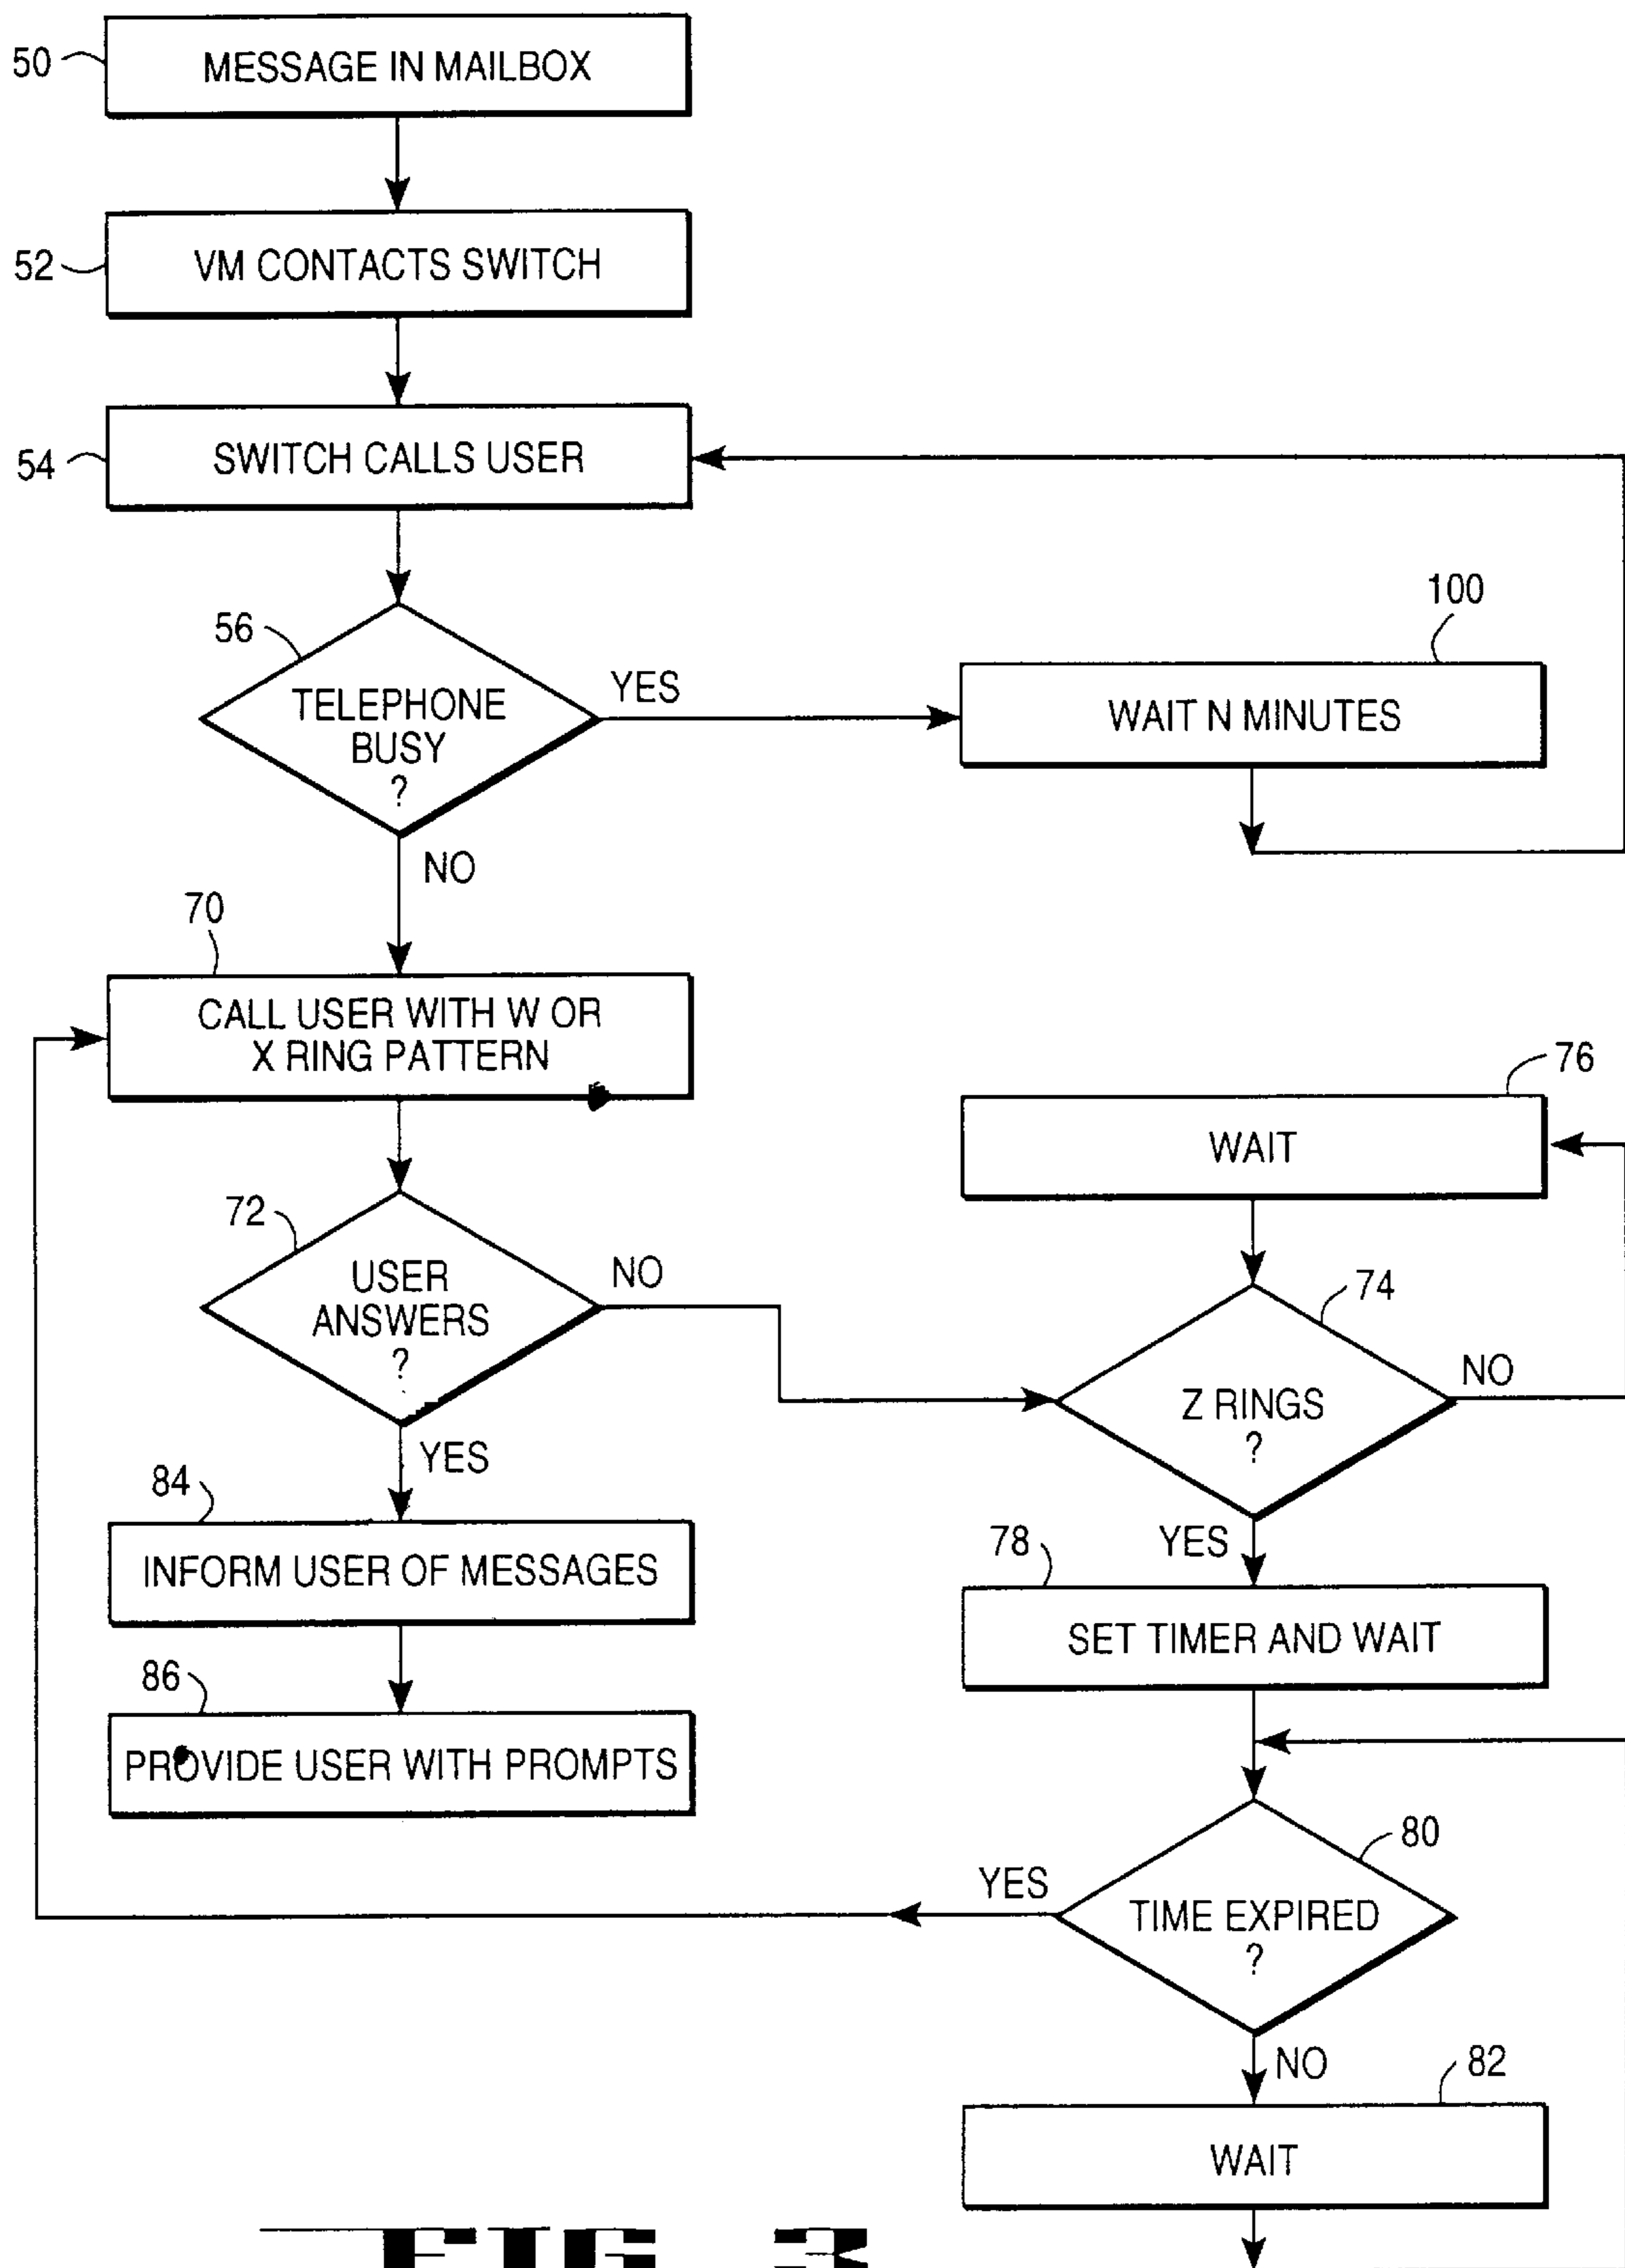 50
MESSAGE IN MAILBOX
52
VM CONTACTS SWITCH
54
SWITCH CALLS USER
56
TELEPHONE
BUSY
?
YES
NO
100
WAIT N MINUTES
70
CALL USER WITH W OR
X RING PATTERN
72
USER
ANSWERS
?
NO
YES
76
WAIT
74
Z RINGS
?
NO
YES
84
INFORM USER OF MESSAGES
86
PROVIDE USER WITH PROMPTS
78
SET TIMER AND WAIT
80
TIME EXPIRED
?
YES
NO
82
WAIT
FIG 3